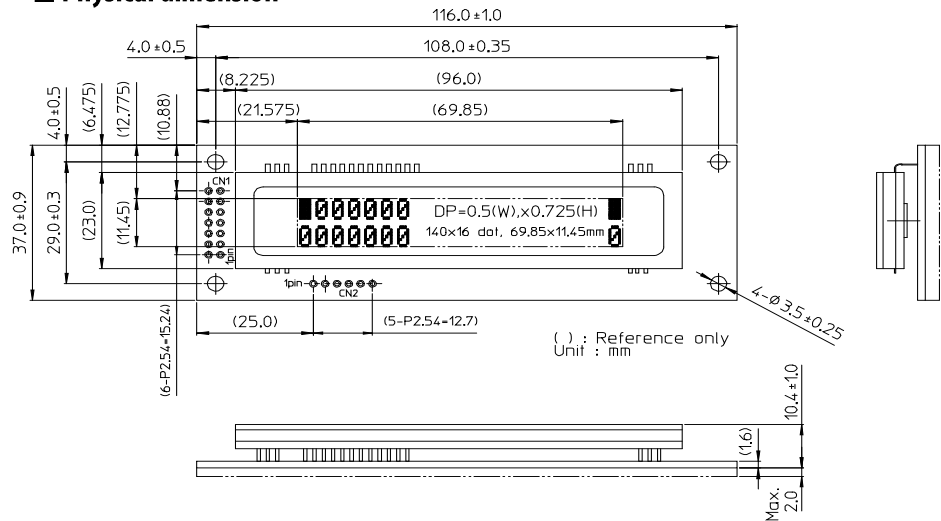 Physical dimension
116.0±1.0
4.0±0.5
108.0±0.35
(8.225)
(96.0)
(21.575)
(69.85)
4.0±0.5
(6.475)
(12.775)
(10.88)
37.0±0.9
29.0±0.3
(23.0)
(11.45)
CN1
1pin
DP=0.5(W),x0.725(H)
140x16 dot, 69,85x11,45mm
1pin
CN2
(25.0)
(5-P2.54=12.7)
(6-P2.54=15.24)
4-ϕ3.5±0.25
( ) : Reference only
Unit : mm
10.4±1.0
(1.6)
Max.
2.0